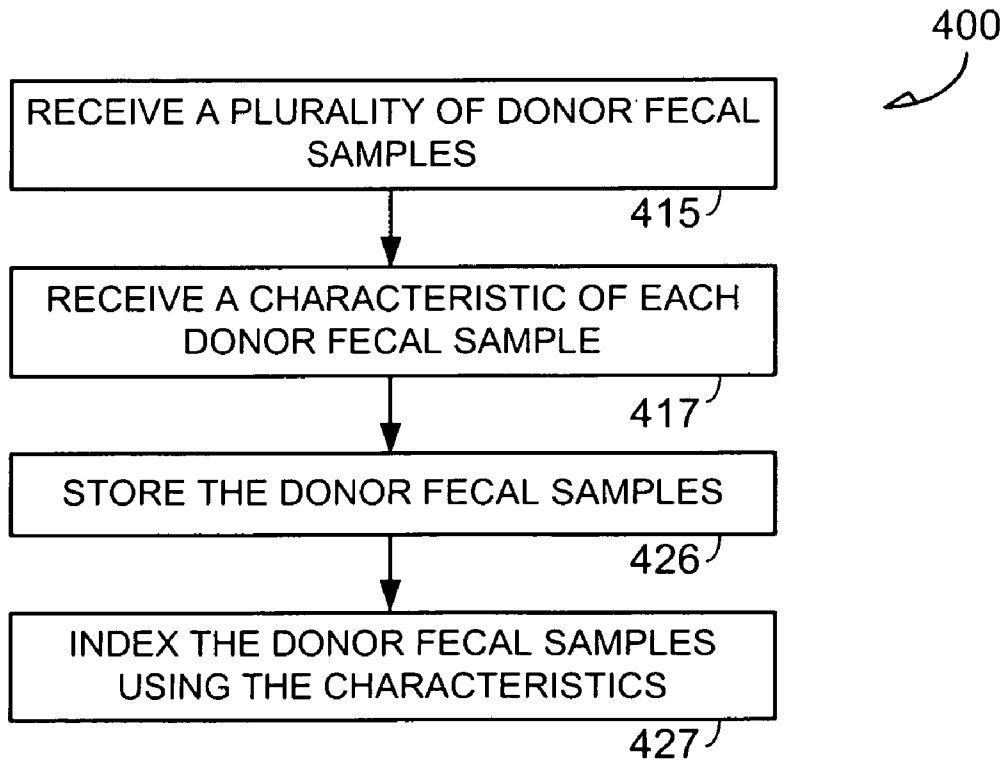 400
RECEIVE A PLURALITY OF DONOR FECAL
SAMPLES
415
RECEIVE A CHARACTERISTIC OF EACH
DONOR FECAL SAMPLE
417
STORE THE DONOR FECAL SAMPLES
426
INDEX THE DONOR FECAL SAMPLES
USING THE CHARACTERISTICS
427